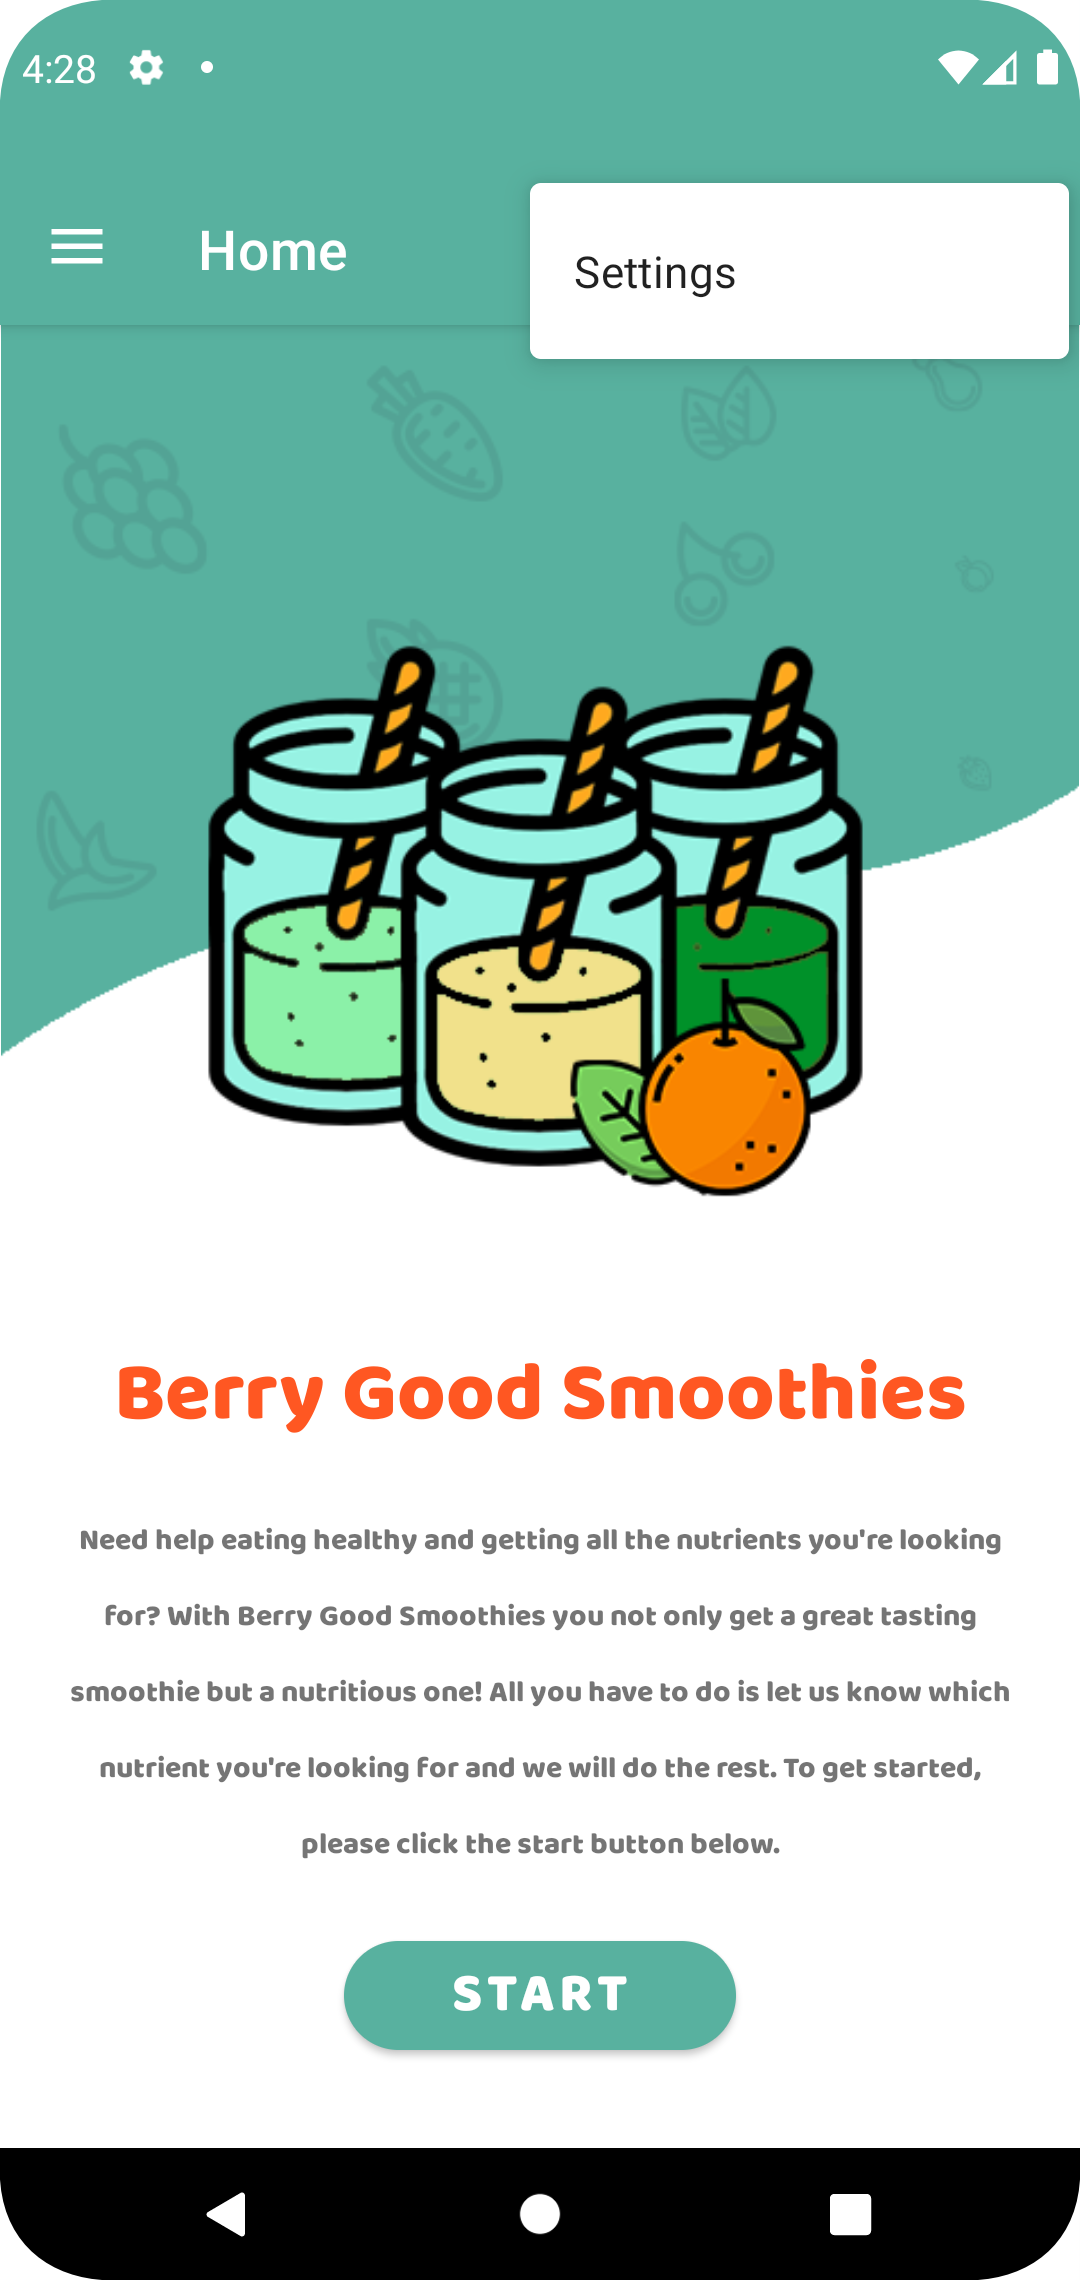 4:28
Home
Settings
Berry Good Smoothies
Need help eating healthy and getting all the nutrients you're looking
for? With Berry Good Smoothies you not only get a great tasting
smoothie but a nutritious one! All you have to do is let us know which
nutrient you're looking for and we will do the rest. To get started,
please click the start button below.
START